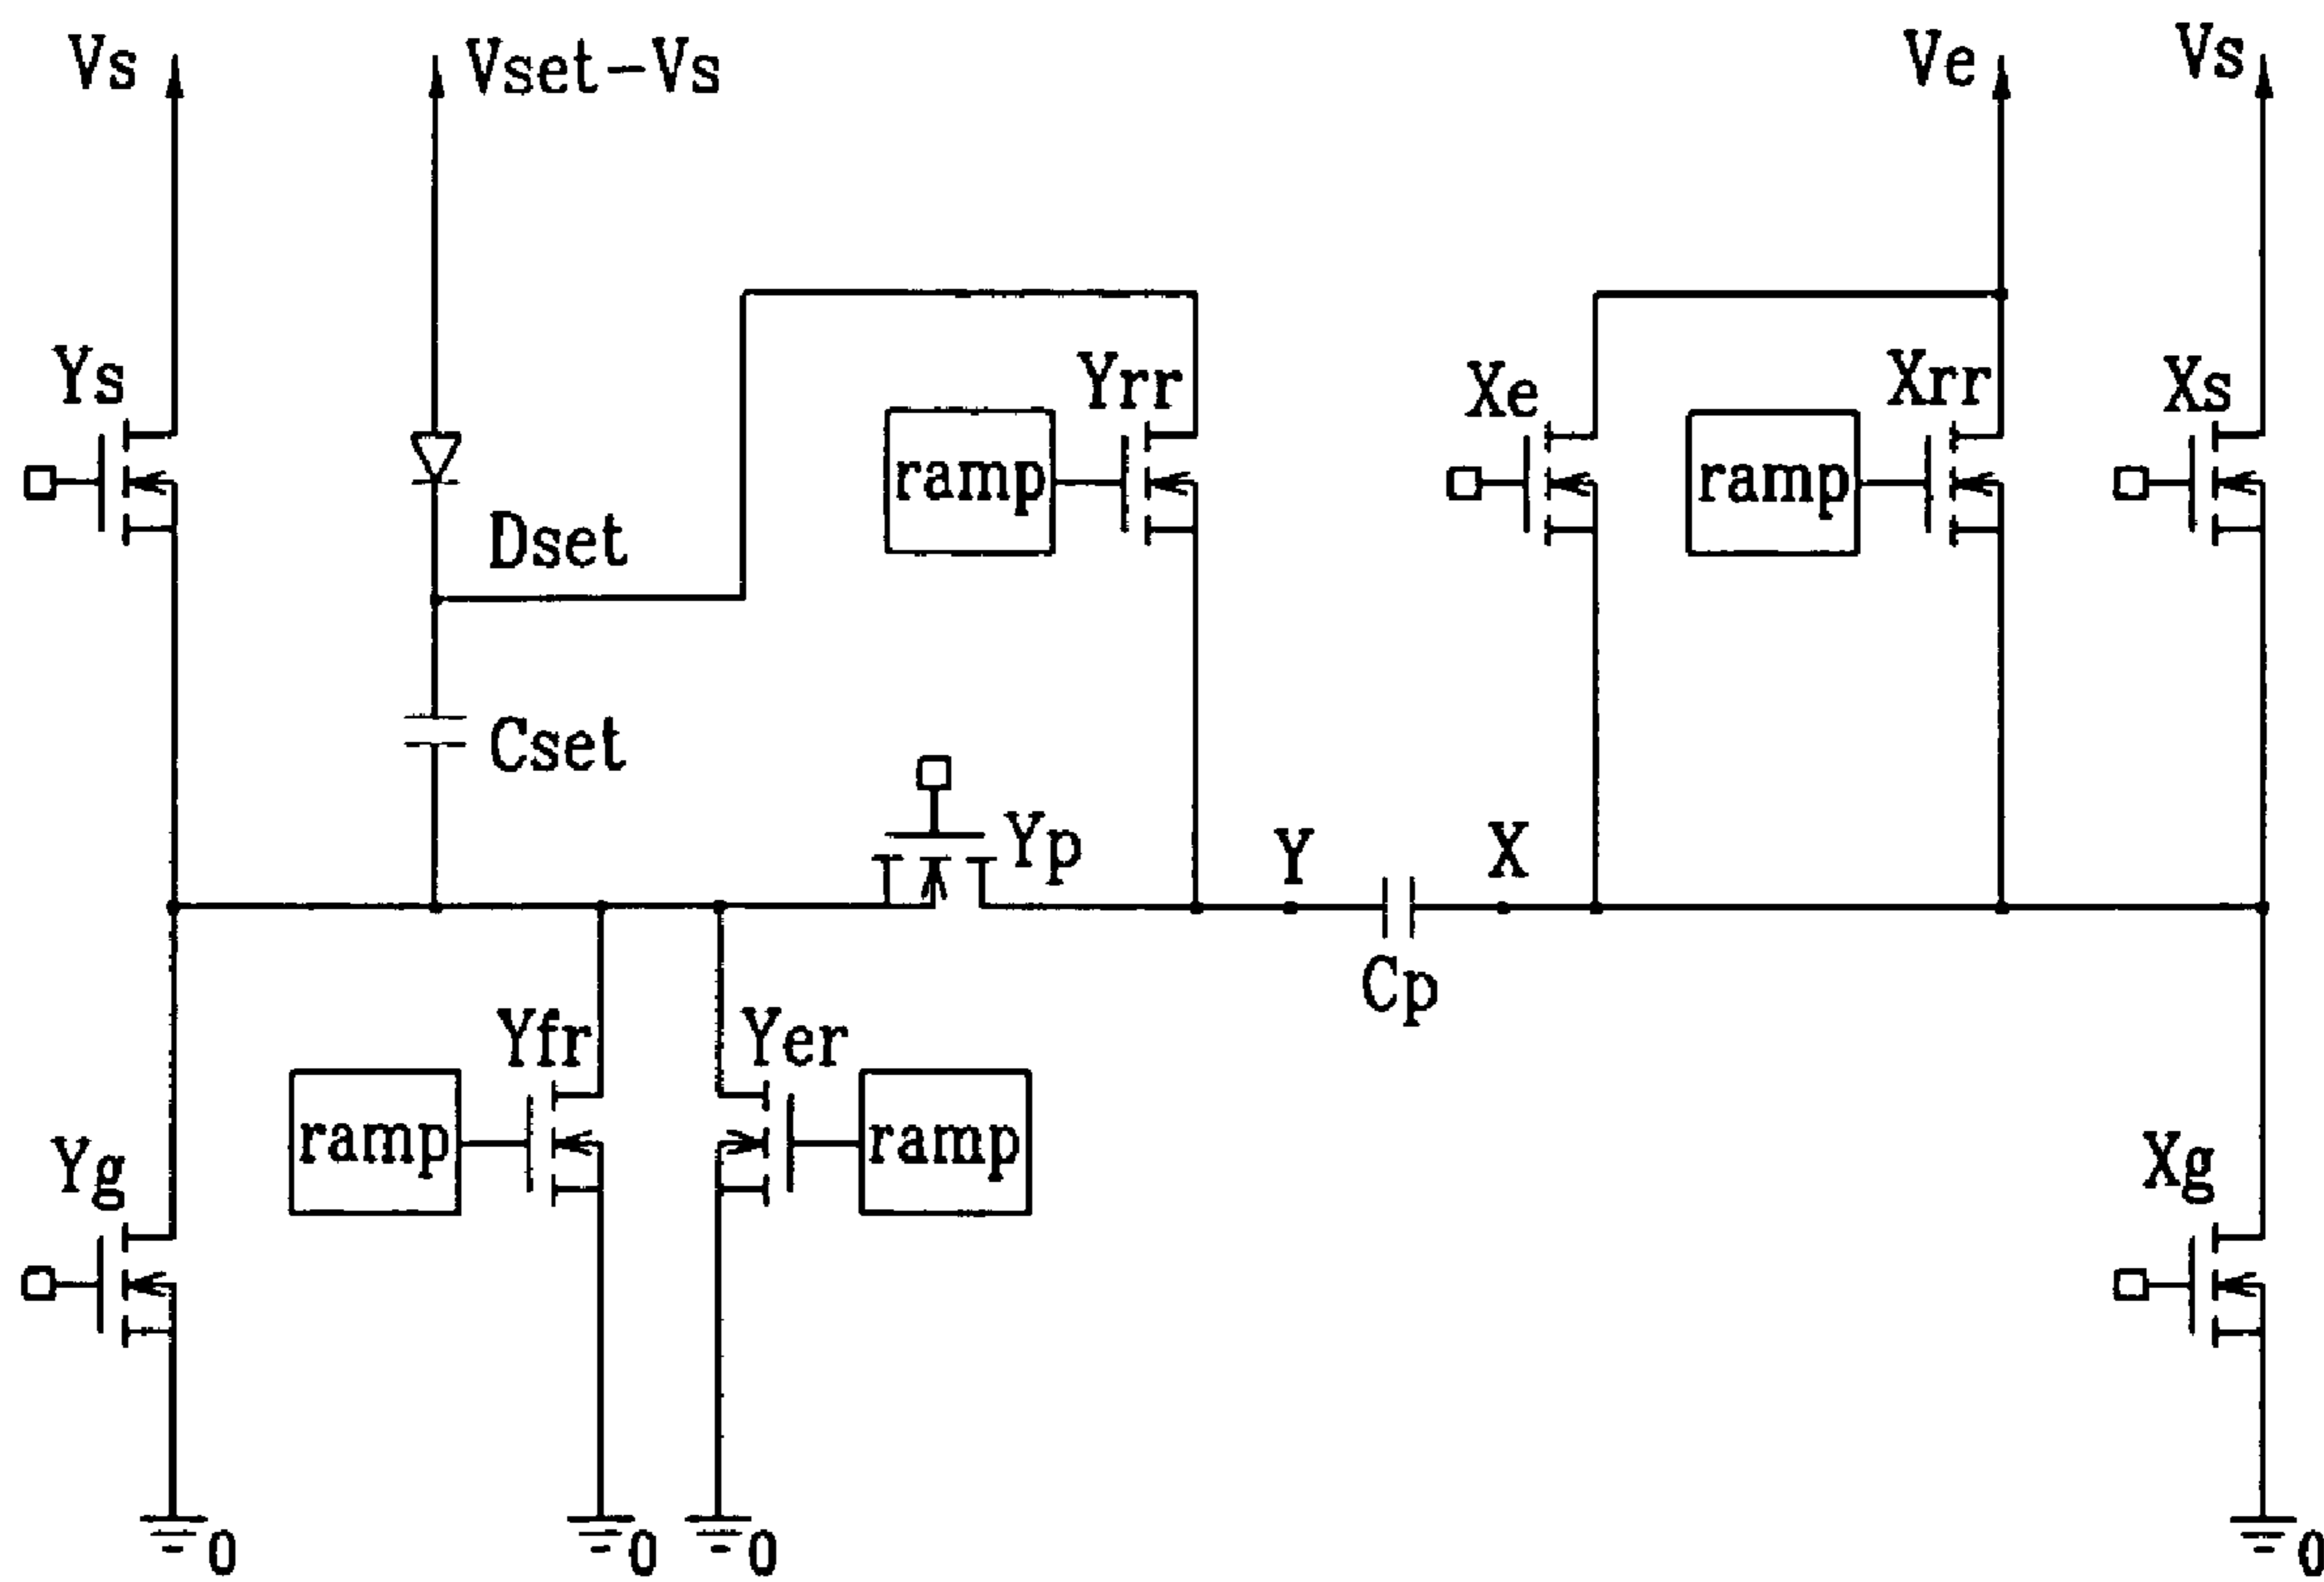 Vs
Vset-Vs
Ve
Vs
Ys
Yrr
Xe
Xrr
Xs
ramp
ramp
Dset
Cset
Yp
Y
X
Cp
Yfr
Yer
Yg
ramp
ramp
Xg
0
0
0
0